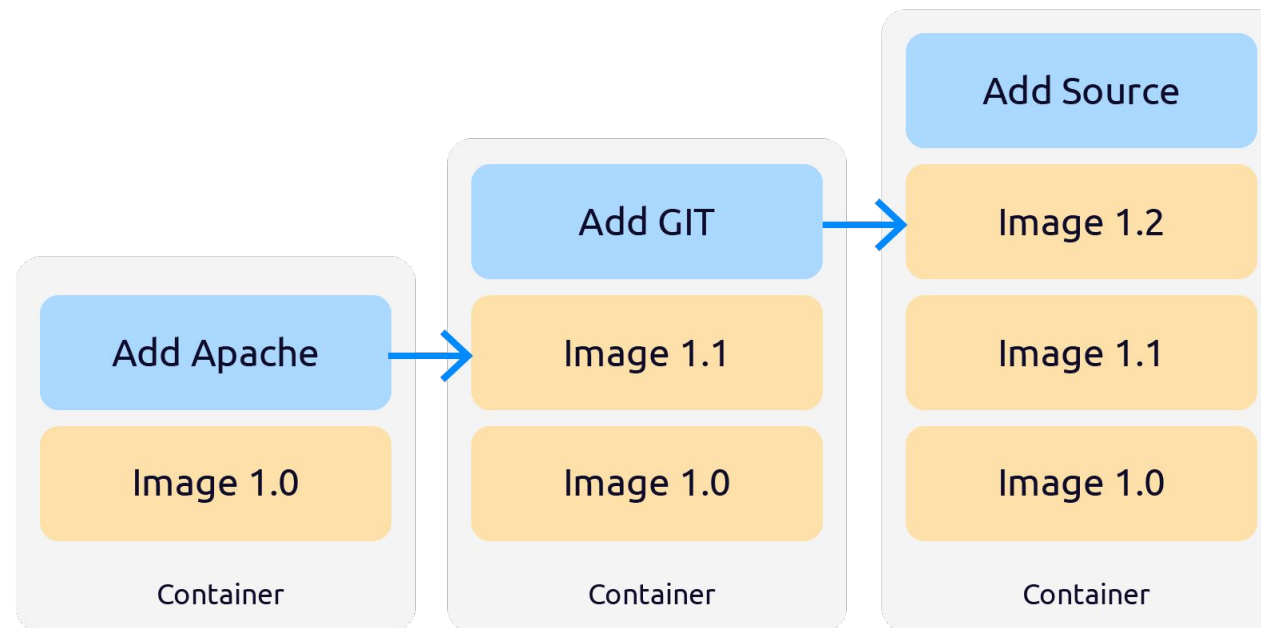 Add Apache
Image 1.0
Container
Add GIT
Image 1.1
Image 1.0
Container
Add Source
Image 1.2
Image 1.1
Image 1.0
Container